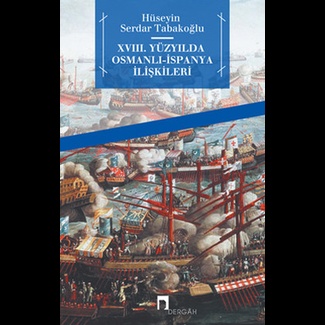 Hüseyin
Serdar Tabakoğlu
XVIII. YÜZYILDA
OSMANLI-İSPANYA
İLİŞKİLERİ
DERGÂH